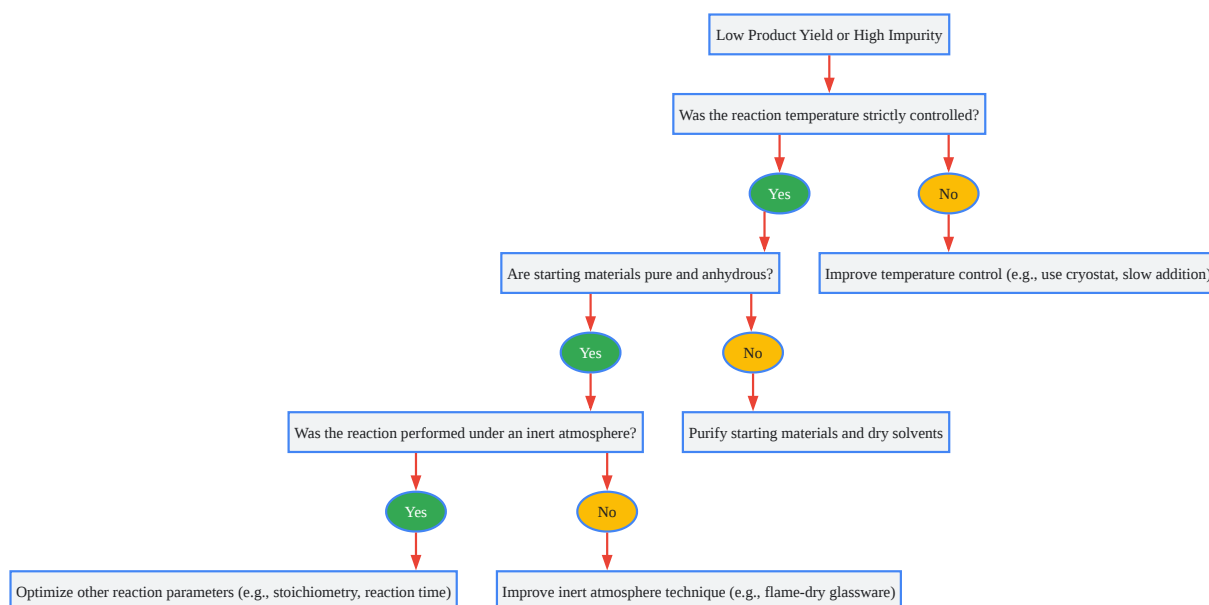 Low Product Yield or High Impurity
Was the reaction temperature strictly controlled?
Yes
No
Are starting materials pure and anhydrous?
Improve temperature control (e.g., use cryostat, slow addition)
Yes
No
Was the reaction performed under an inert atmosphere?
Purify starting materials and dry solvents
Yes
No
Optimize other reaction parameters (e.g., stoichiometry, reaction time)
Improve inert atmosphere technique (e.g., flame-dry glassware)